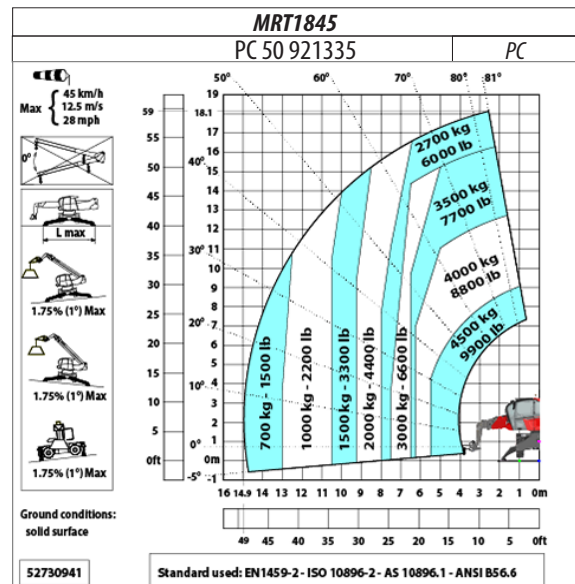 MRT1845
PC 50 921335 PC
Max { 45 km/h
12.5 m/s
28 mph
0°
L max
1.75% (1°) Max
1.75% (1°) Max
1.75% (1°) Max
Ground conditions:
solid surface
52730941
50° 60° 70° 80° 81°
40°
30°
20°
10°
0°
-5°
59
55
50
45
40
35
30
25
20
15
10
5
0ft
19
18.1
17
16
15
14
13
12
11
10
9
8
7
6
5
4
3
2
1
0m
-1
2700 kg
6000 lb
3500 kg
7700 lb
4000 kg
8800 lb
4500 kg
9900 lb
700 kg - 1500 lb
1000 kg - 2200 lb
1500 kg - 3300 lb
2000 kg - 4400 lb
3000 kg - 6600 lb
16 14.9 14 13 12 11 10 9 8 7 6 5 4 3 2 1 0m
49 45 40 35 30 25 20 15 10 5 0ft
Standard used: EN1459-2 - ISO 10896-2 - AS 10896.1 - ANSI B56.6